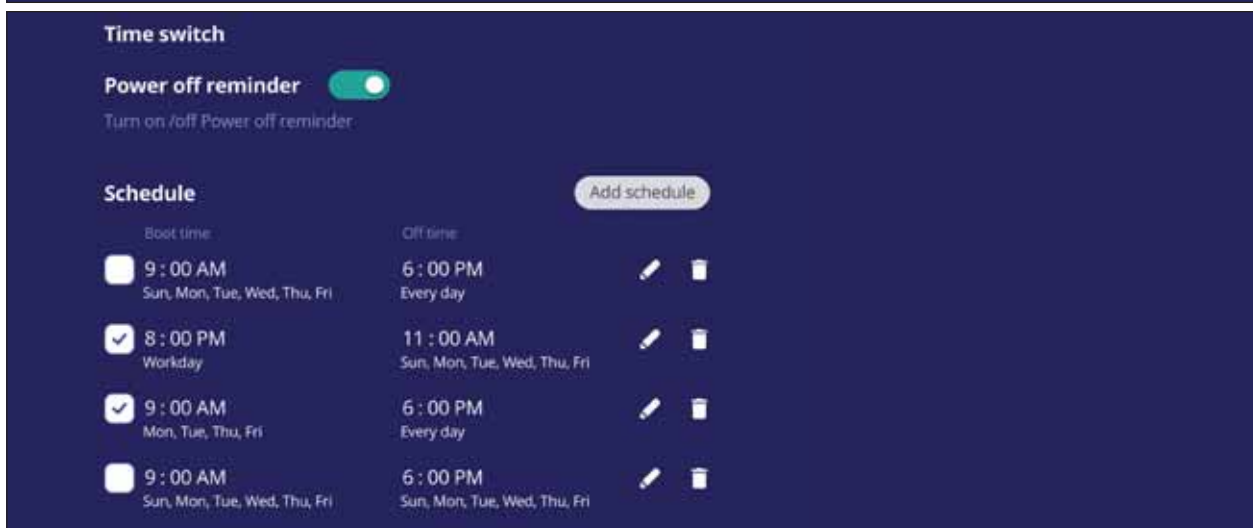 Time switch
Power off reminder
Turn on /off Power off reminder
Schedule Add schedule
Boot time Off time
9 : 00 AM 6 : 00 PM
Sun, Mon, Tue, Wed, Thu, Fri Every day
8 : 00 PM 11 : 00 AM
Workday Sun, Mon, Tue, Wed, Thu, Fri
9 : 00 AM 6 : 00 PM
Mon, Tue, Thu, Fri Every day
9 : 00 AM 6 : 00 PM
Sun, Mon, Tue, Wed, Thu, Fri Sun, Mon, Tue, Wed, Thu, Fri